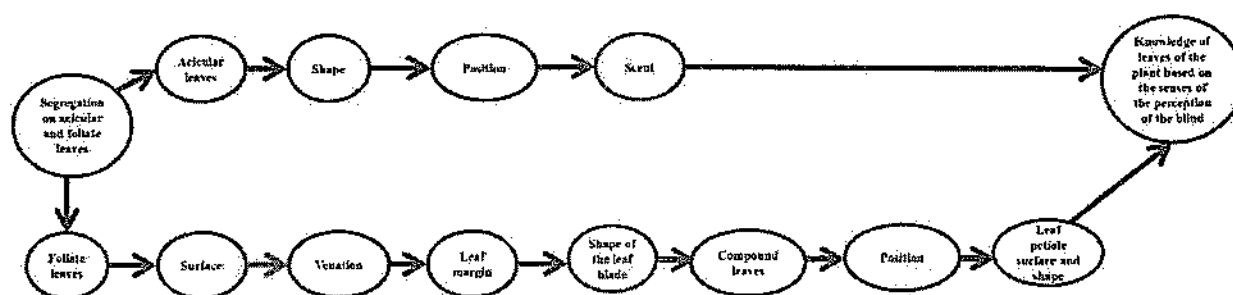 Acicular
leaves
Shape
Position
Scent
Knowledge of
leaves of the
plant based on
the senses of
the perception
of the blind
Segregation
on acicular
and foliate
leaves
Foliate
leaves
Surface
Venation
Leaf
margin
Shape of
the leaf
blade
Compound
leaves
Position
Leaf
petiole
surface and
shape